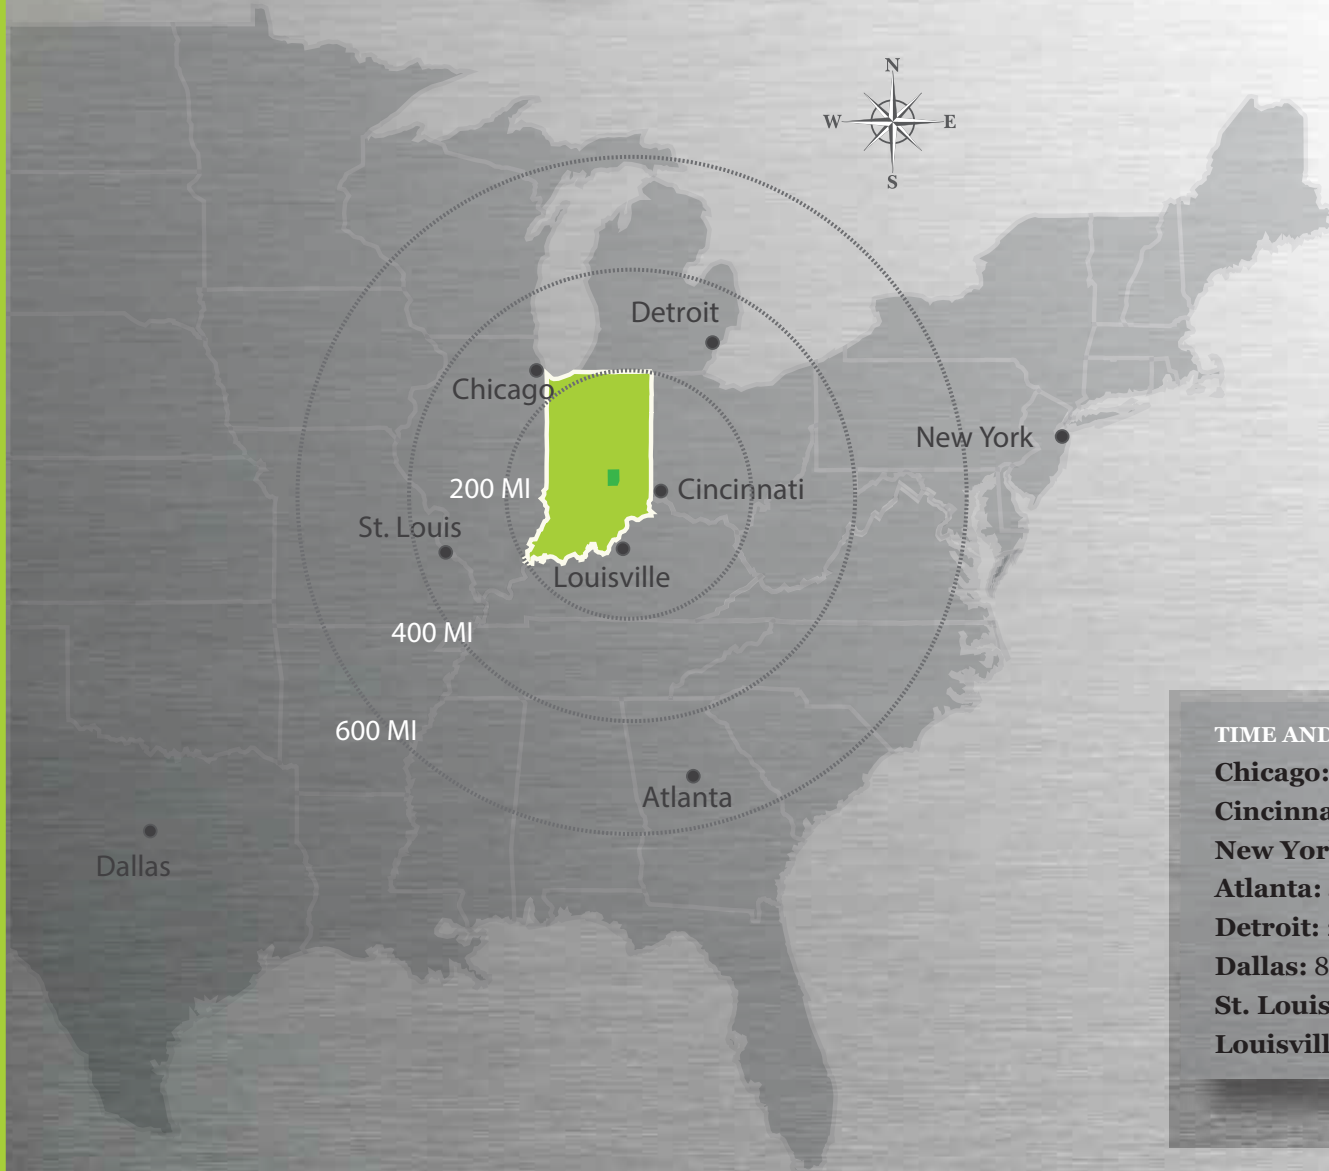 N
W
E
S
Detroit
Chicago
New York
200 MI
Cincinnati
St. Louis
Louisville
400 MI
600 MI
Atlanta
Dallas
TIME AND
Chicago:
Cincinna
New Yor
Atlanta:
Detroit:
Dallas: 8
St. Louis
Louisvill